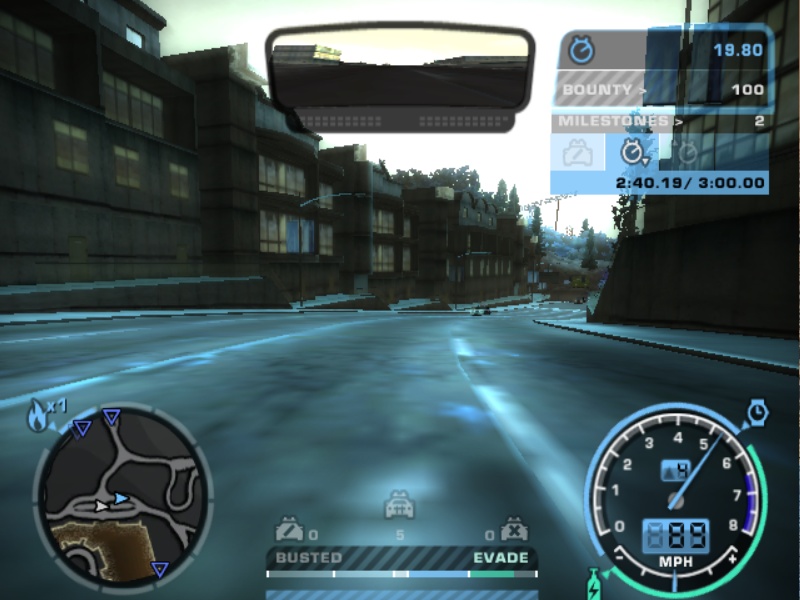 19.80
BOUNTY > 100
MILESTONES > 2
2:40.19/ 3:00.00
x1
0 5 0
BUSTED EVADE
0 1 2 3 4 5 6 7 8
4
89
MPH
- +